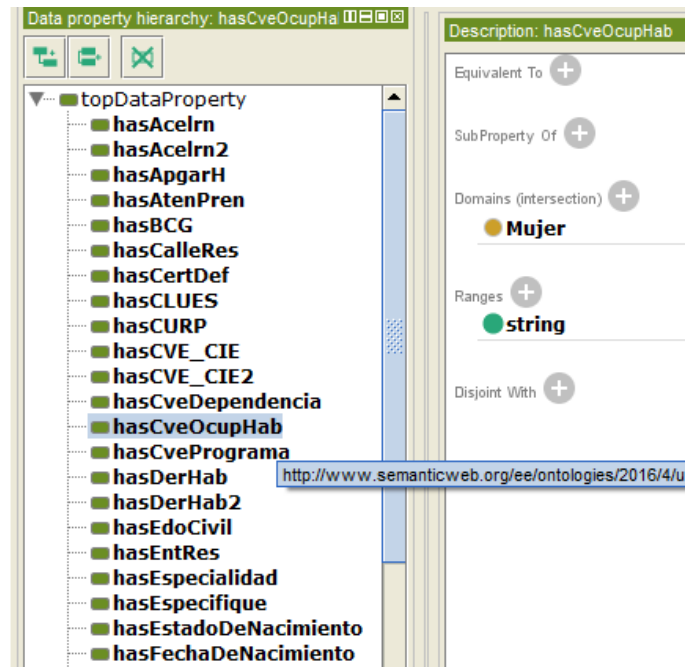 Data property hierarchy: hasCveOcupHa
topDataProperty
hasAcelrn
hasAcelrn2
hasApgarH
hasAtenPren
hasBCG
hasCalleRes
hasCertDef
hasCLUES
hasCURP
hasCVE_CIE
hasCVE_CIE2
hasCveDependencia
hasCveOcupHab
hasCvePrograma
hasDerHab
hasDerHab2
hasEdoCivil
hasEntRes
hasEspecialidad
hasEspecifique
hasEstadoDeNacimiento
hasFechaDeNacimiento
http://www.semanticweb.org/ee/ontologies/2016/4/u
Description: hasCveOcupHab
Equivalent To
SubProperty Of
Domains (intersection)
Mujer
Ranges
string
Disjoint With